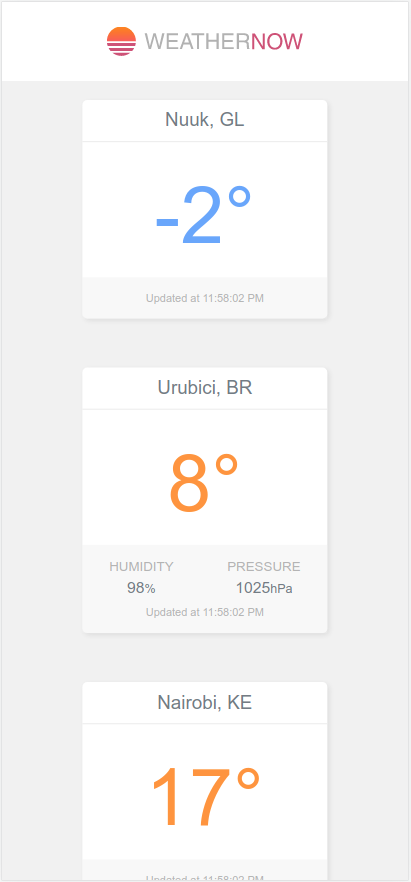 WEATHERNOW
Nuuk, GL
-2°
Updated at 11:58:02 PM
Urubici, BR
8°
HUMIDITY PRESSURE
98% 1025hPa
Updated at 11:58:02 PM
Nairobi, KE
17°
Updated at 11:58:02 PM